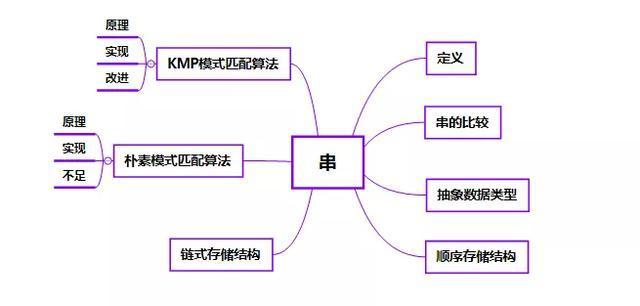 原理
实现
改进
KMP模式匹配算法
定义
串的比较
原理
实现
不足
朴素模式匹配算法
串
抽象数据类型
链式存储结构
顺序存储结构